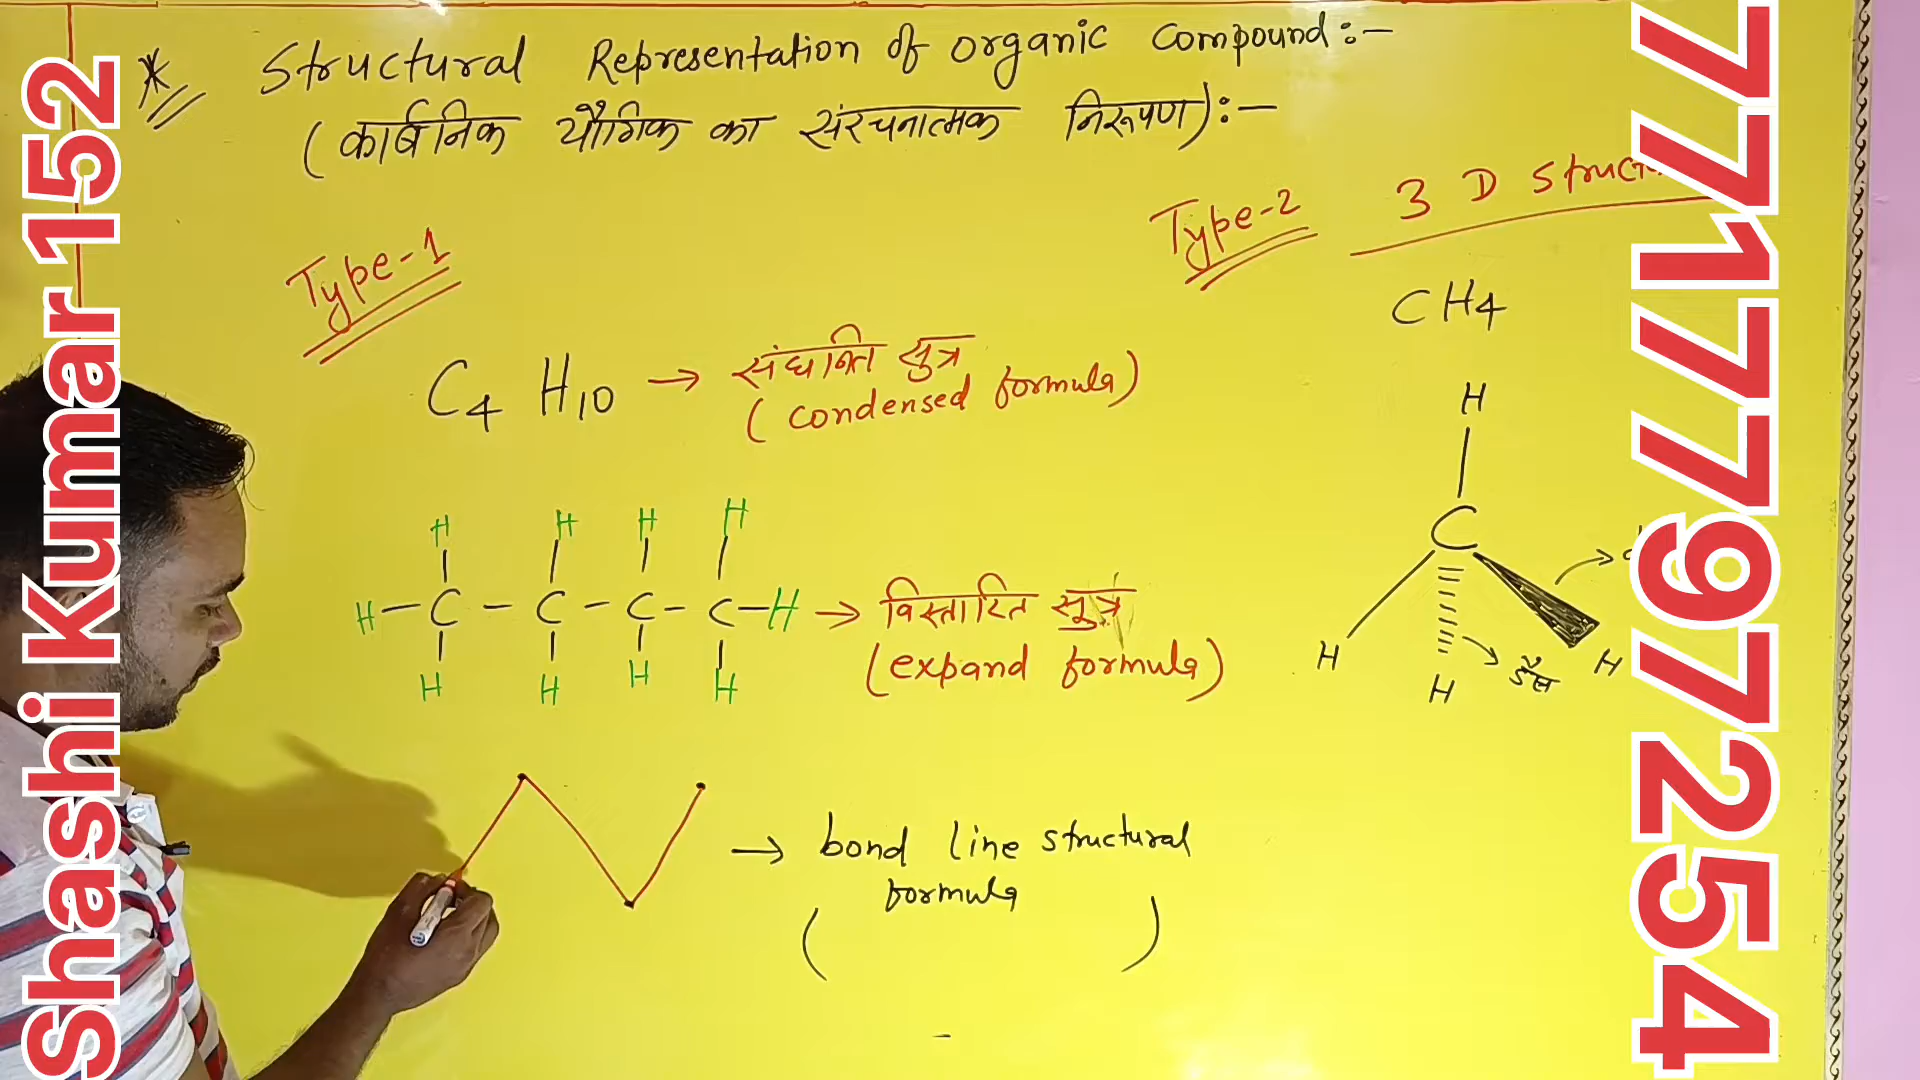 Structural Representation of organic compound:-
(कार्बनिक यौगिक का संरचनात्मक निरूपण):-
Type-1
C4 H10 → संघनित सुत्र
(condensed formula)
H H H H
H-C-C-C-C-H → विस्तारित सुत्र
H H H H
(expand formula)
→ bond line structural
formula
( )
Type-2
3 D Struct
CH4
H
C
H
H
H
डैस
Shashi Kumar 152
7717797254